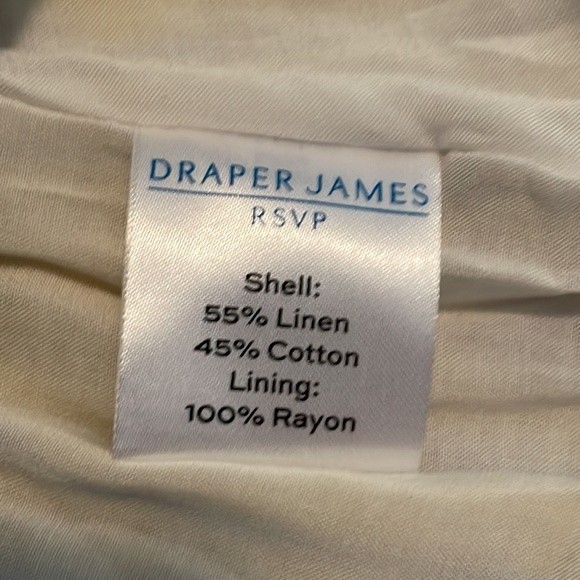 DRAPER JAMES
RSVP
Shell:
55% Linen
45% Cotton
Lining:
100% Rayon